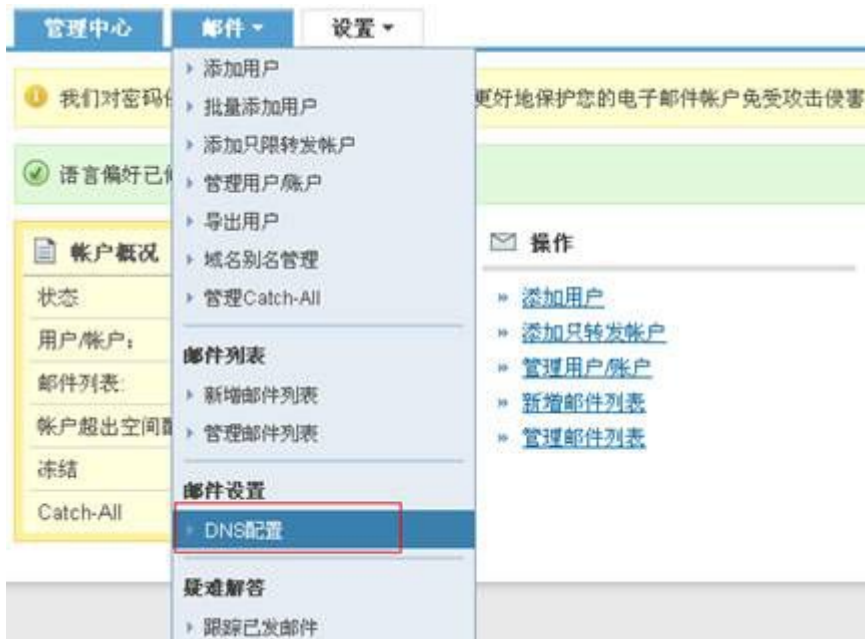 管理中心
邮件
设置
添加用户
我们对密码
更好地保护您的电子邮件帐户免受攻击侵害
批量添加用户
添加只限转发帐户
语言偏好已
管理用户/账户
导出用户
域名别名管理
管理Catch-All
邮件列表
新增邮件列表
管理邮件列表
邮件设置
DNS配置
疑难解答
跟踪已发邮件
帐户概况
状态
用户/帐户:
邮件列表:
帐户超出空间
冻结
Catch-All
操作
添加用户
添加只转发帐户
管理用户/账户
新增邮件列表
管理邮件列表